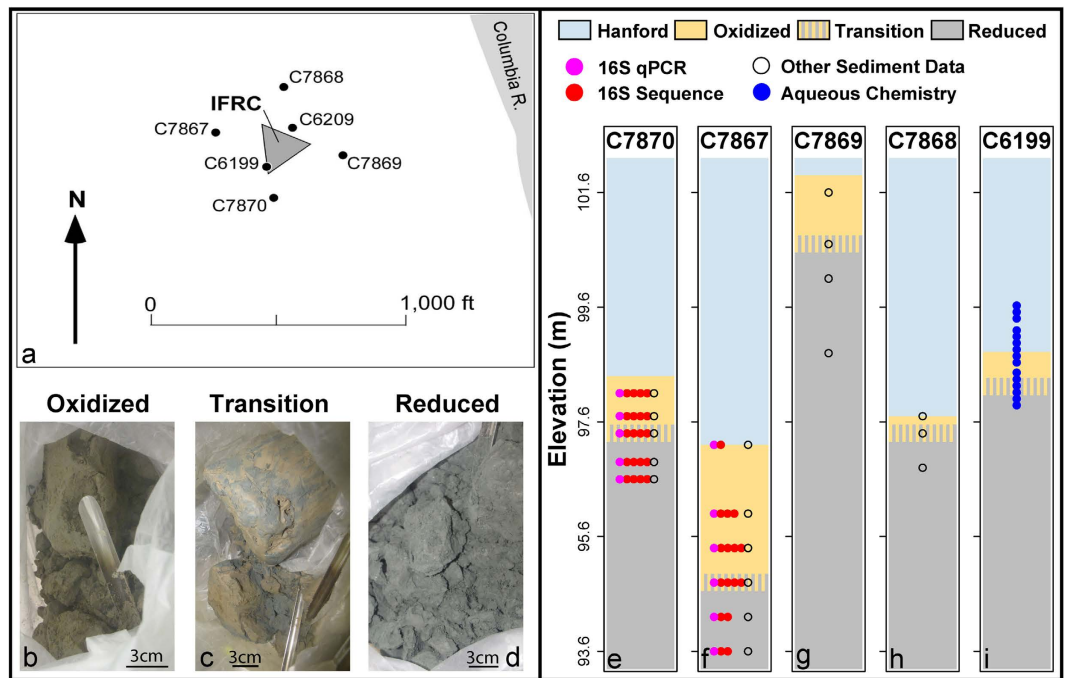 Columbia R.
C7868
IFRC
C6209
C7867
C6199
C7869
C7870
N
0
1,000 ft
a
Oxidized
Transition
Reduced
b
3cm
c
3cm
3cm
d
Hanford
Oxidized
Transition
Reduced
16S qPCR
Other Sediment Data
16S Sequence
Aqueous Chemistry
C7870
C7867
C7869
C7868
C6199
Elevation (m)
101.6
99.6
97.6
95.6
93.6
e
f
g
h
i